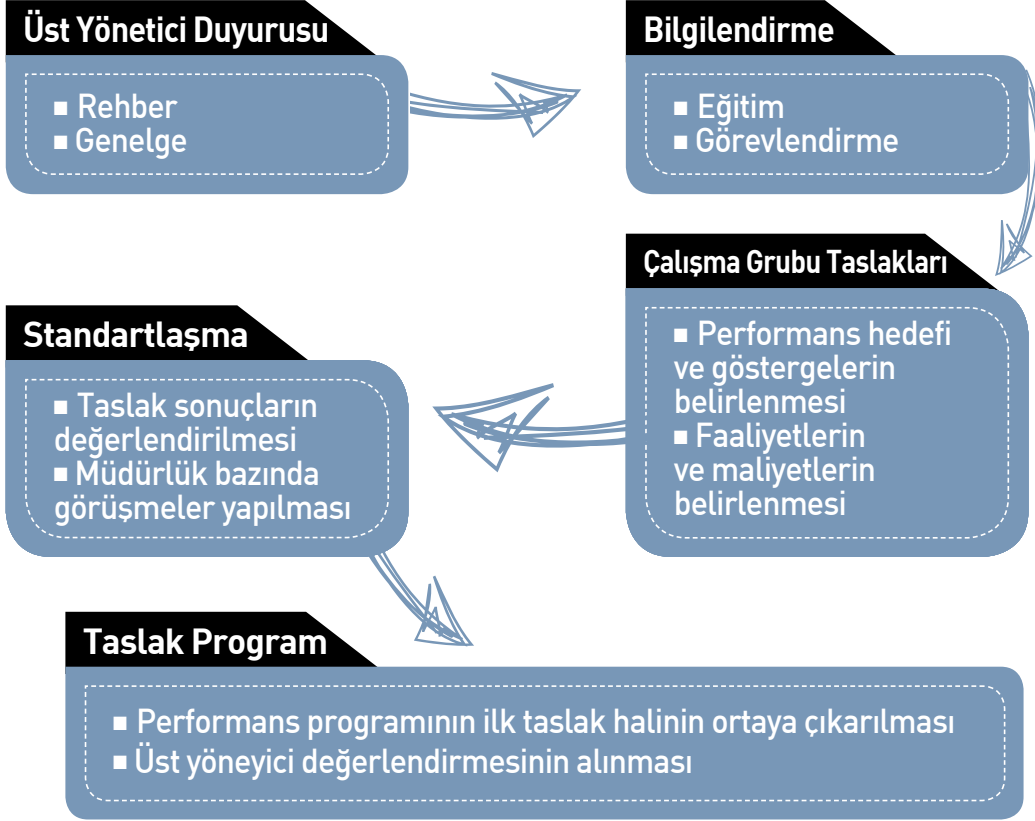 Üst Yönetici Duyurusu
■ Rehber
■ Genelge
Bilgilendirme
■ Eğitim
■ Görevlendirme
Çalışma Grubu Taslakları
■ Performans hedefi
ve göstergelerin
belirlenmesi
■ Faaliyetlerin
ve maliyetlerin
belirlenmesi
Standartlaşma
■ Taslak sonuçların
değerlendirilmesi
■ Müdürlük bazında
görüşmeler yapılması
Taslak Program
■ Performans programının ilk taslak halinin ortaya çıkarılması
■ Üst yöneyici değerlendirmesinin alınması